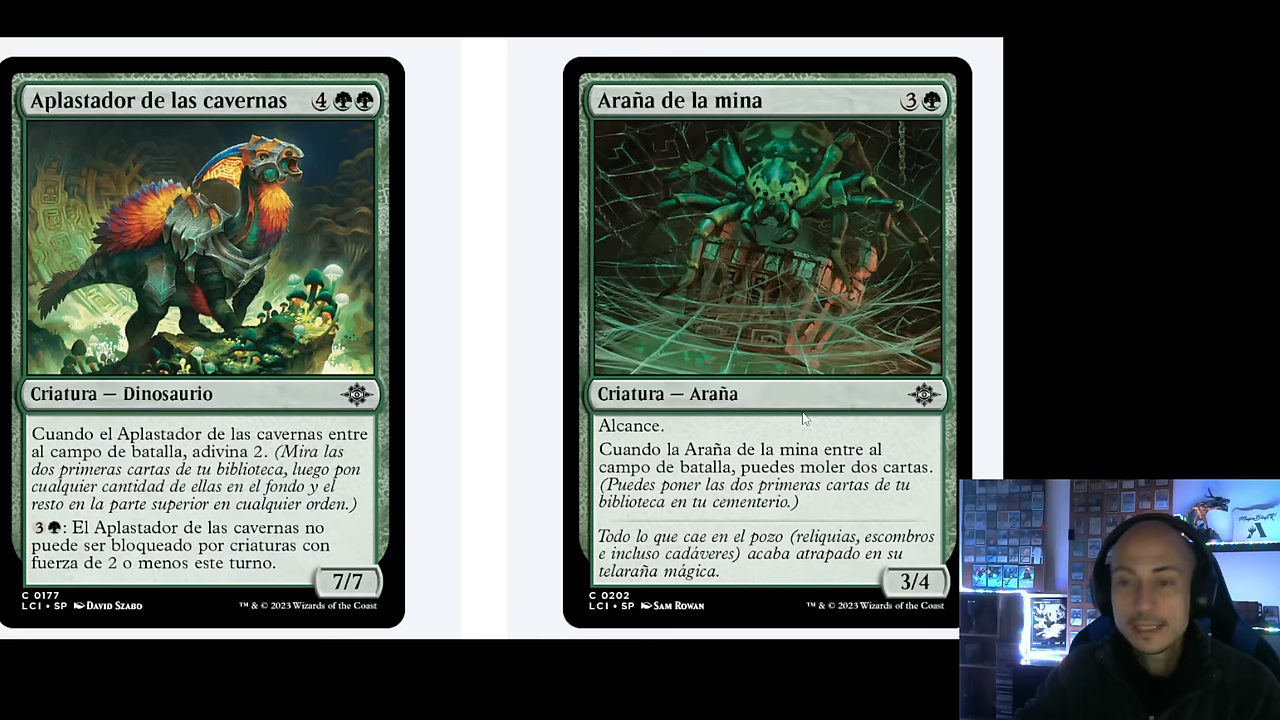 Aplastador de las cavernas 4
Criatura — Dinosaurio
Cuando el Aplastador de las cavernas entre
al campo de batalla, adivina 2. (Mira las
dos primeras cartas de tu biblioteca, luego pon
cualquier cantidad de ellas en el fondo y el
resto en la parte superior en cualquier orden.)
3: El Aplastador de las cavernas no
puede ser bloqueado por criaturas con
fuerza de 2 o menos este turno.
7/7
C 0177
LCI • SP DAVID SZABO ™ & © 2023 Wizards of the Coast
Araña de la mina 3
Criatura — Araña
Alcance.
Cuando la Araña de la mina entre al
campo de batalla, puedes moler dos cartas.
(Puedes poner las dos primeras cartas de tu
biblioteca en tu cementerio.)
Todo lo que cae en el pozo (reliquias, escombros
e incluso cadáveres) acaba atrapado en su
telaraña mágica.
3/4
C 0202
LCI • SP SAM ROWAN ™ & © 2023 Wizards of the Coast